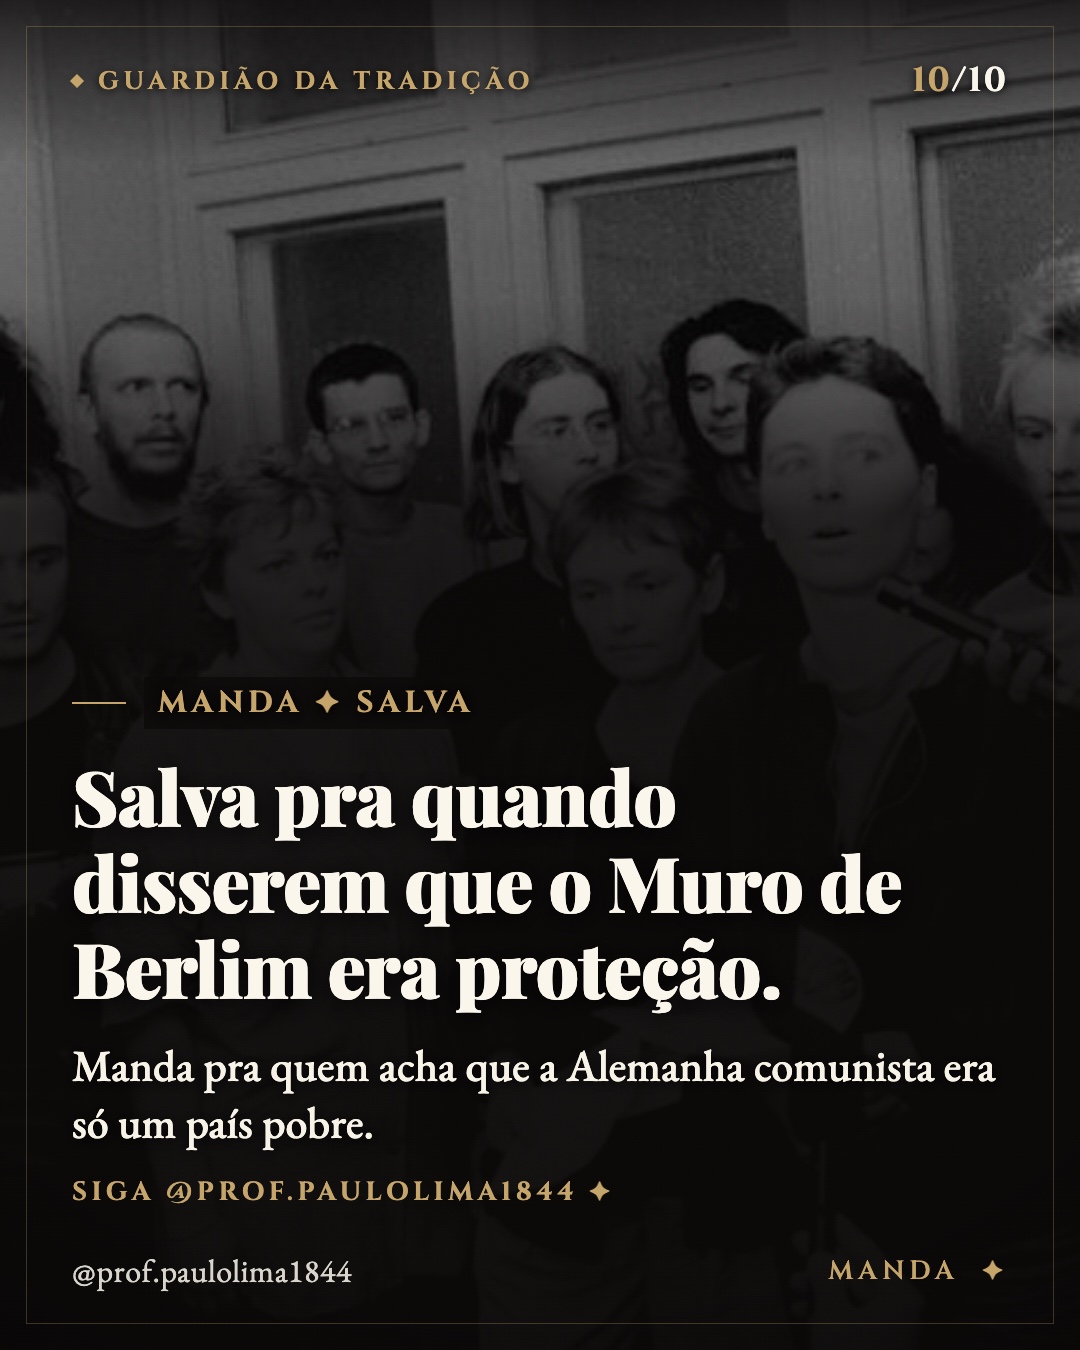 GUARDIÃO DA TRADIÇÃO
10/10
MANDA ✦ SALVA
Salva pra quando
disserem que o Muro de
Berlim era proteção.
Manda pra quem acha que a Alemanha comunista era
só um país pobre.
SIGA @PROF.PAULOLIMA1844 ✦
@prof.paulolima1844
MANDA ✦